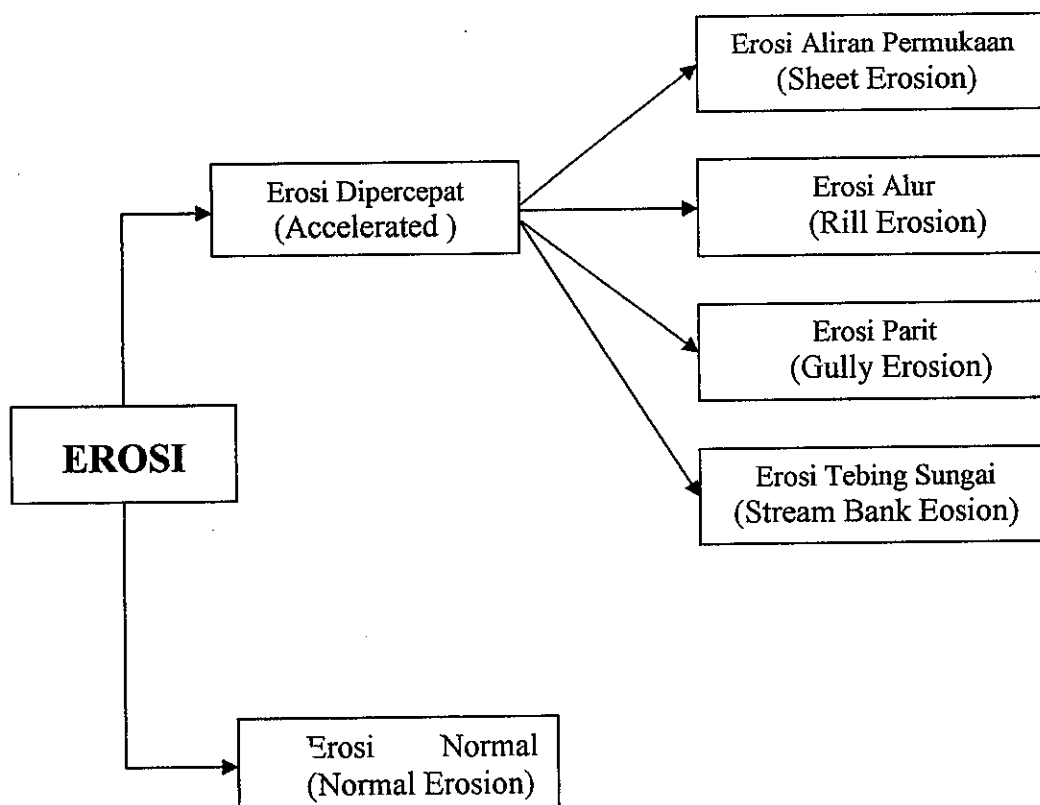 Erosi Aliran Permukaan
(Sheet Erosion)
Erosi Dipercepat
(Accelerated )
Erosi Alur
(Rill Erosion)
Erosi Parit
(Gully Erosion)
EROSI
Erosi Tebing Sungai
(Stream Bank Eosion)
Erosi Normal
(Normal Erosion)